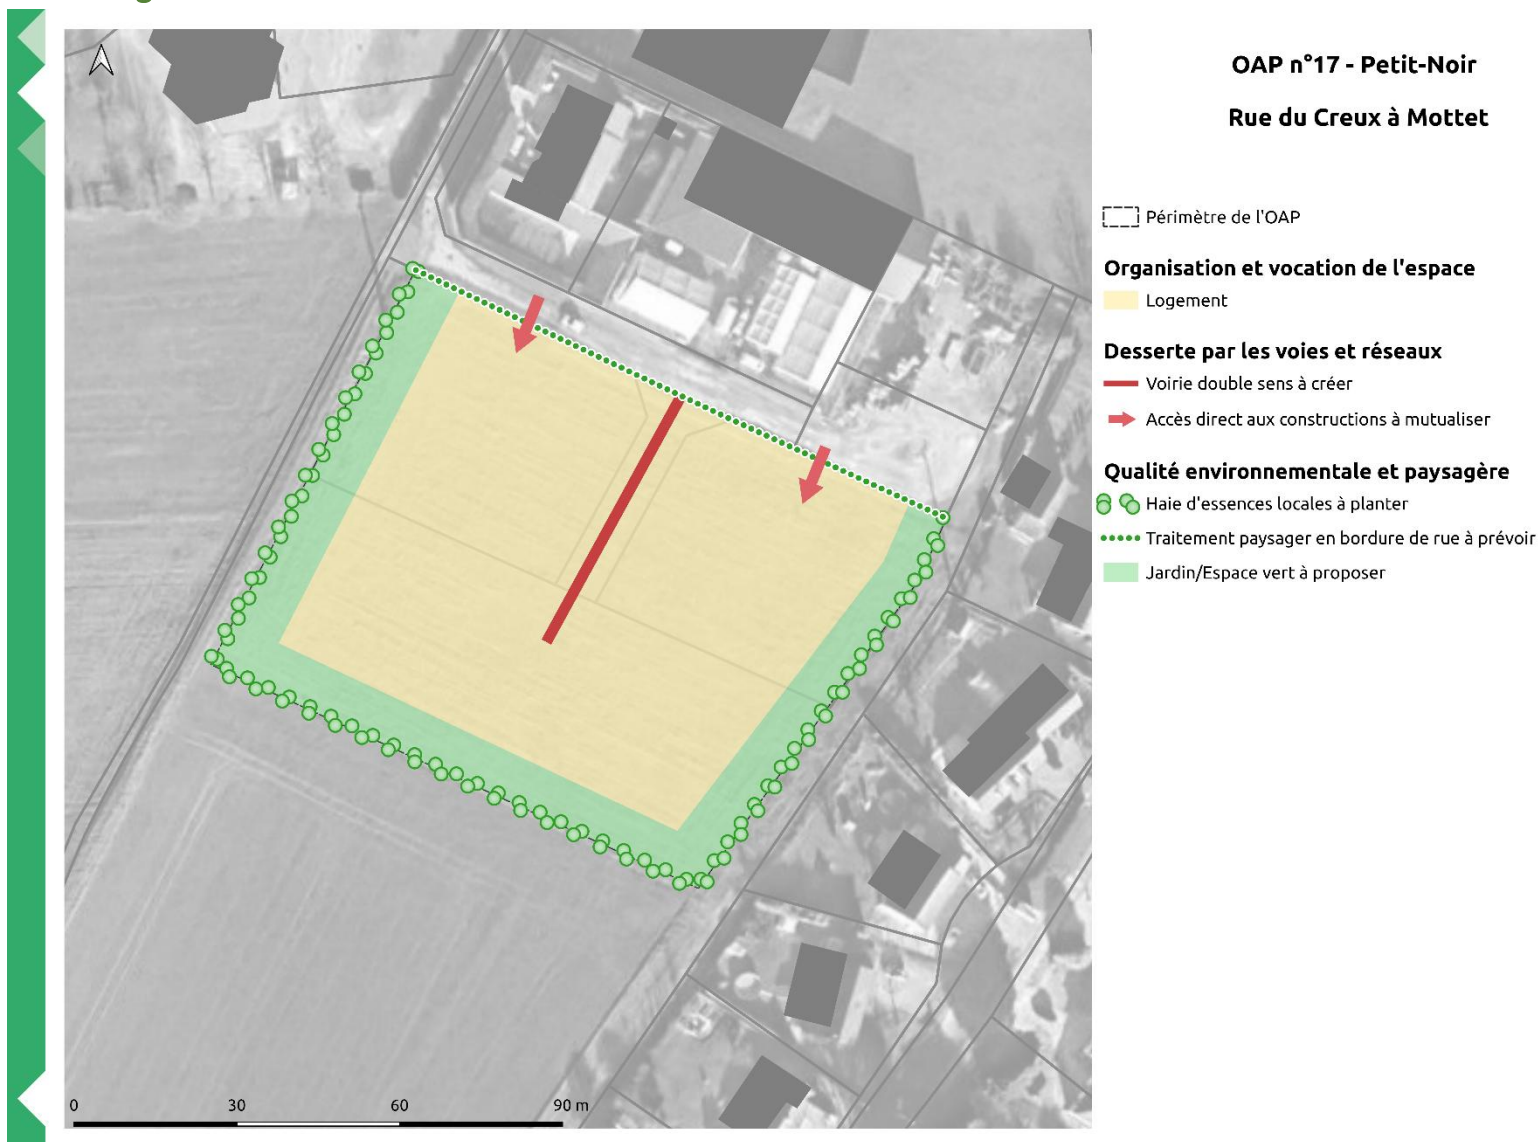 OAP n°17 - Petit-Noir
Rue du Creux à Mottet
Périmètre de l'OAP
Organisation et vocation de l'espace
Logement
Desserte par les voies et réseaux
Voirie double sens à créer
Accès direct aux constructions à mutualiser
Qualité environnementale et paysagère
Haie d'essences locales à planter
Traitement paysager en bordure de rue à prévoir
Jardin/Espace vert à proposer
0 30 60 90 m